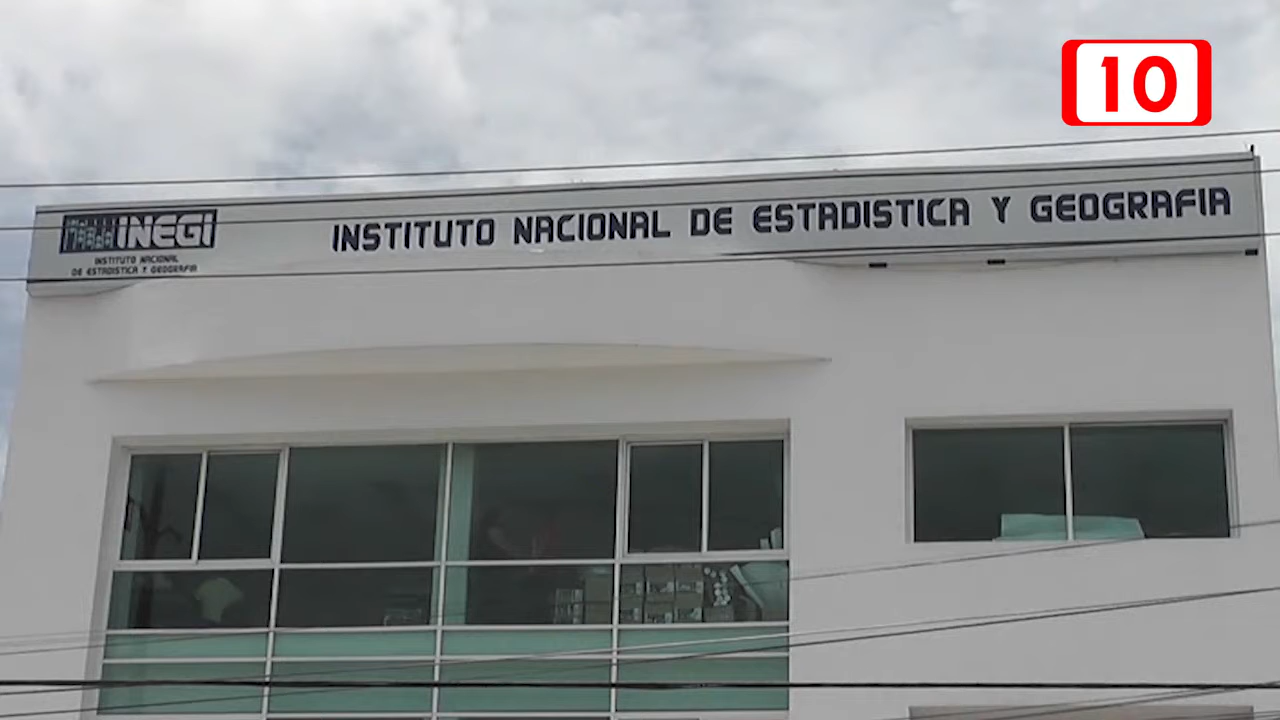 10
INEGI
INSTITUTO NACIONAL
DE ESTADISTICA Y GEOGRAFIA
INSTITUTO NACIONAL DE ESTADISTICA Y GEOGRAFIA